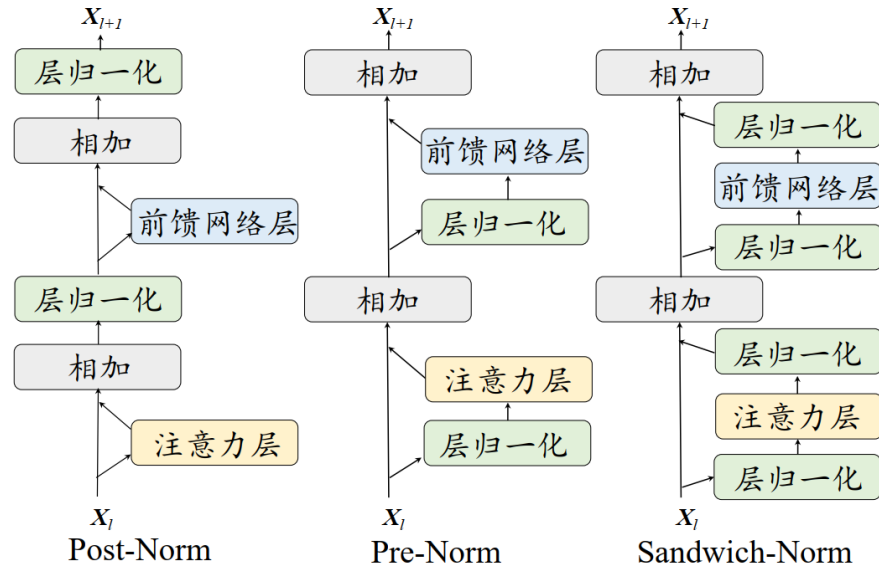 X_{l+1}
层归一化
相加
前馈网络层
层归一化
相加
注意力层
X_l
Post-Norm
X_{l+1}
相加
前馈网络层
层归一化
相加
注意力层
层归一化
X_l
Pre-Norm
X_{l+1}
相加
层归一化
前馈网络层
层归一化
相加
层归一化
注意力层
层归一化
X_l
Sandwich-Norm